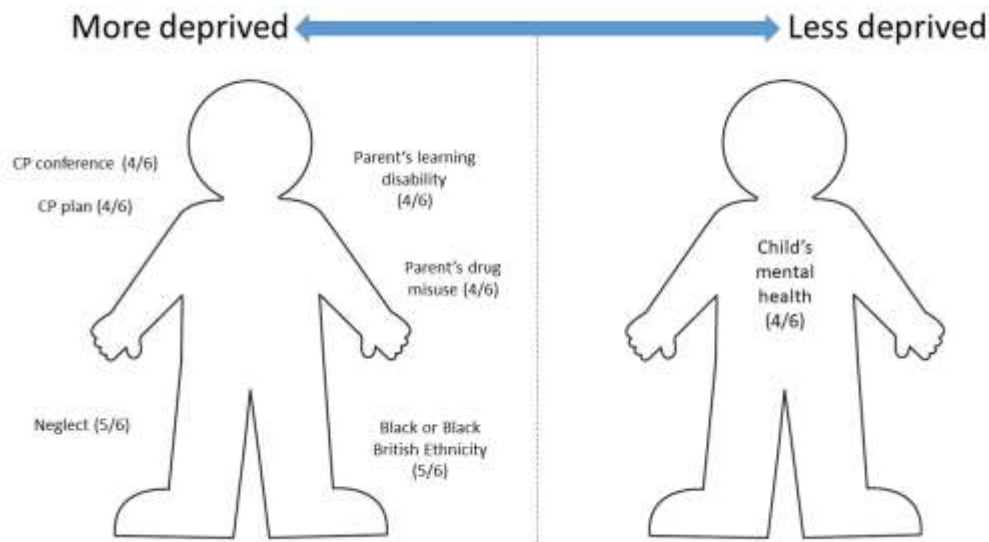 More deprived
Less deprived
CP conference (4/6)
CP plan (4/6)
Neglect (5/6)
Parent's learning
disability
(4/6)
Parent's drug
misuse (4/6)
Black or Black
British Ethnicity
(5/6)
Child's
mental
health
(4/6)